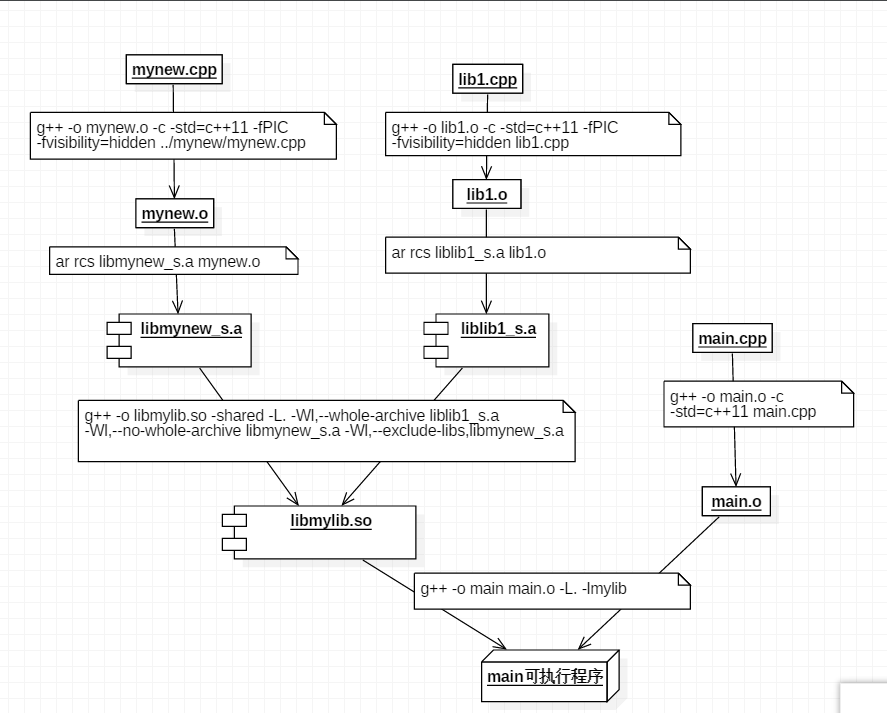 mynew.cpp
lib1.cpp
g++ -o mynew.o -c -std=c++11 -fPIC
-fvisibility=hidden ../mynew/mynew.cpp
g++ -o lib1.o -c -std=c++11 -fPIC
-fvisibility=hidden lib1.cpp
mynew.o
lib1.o
ar rcs libmynew_s.a mynew.o
ar rcs liblib1_s.a lib1.o
libmynew_s.a
liblib1_s.a
main.cpp
g++ -o main.o -c
-std=c++11 main.cpp
g++ -o libmylib.so -shared -L. -Wl,--whole-archive liblib1_s.a
-Wl,--no-whole-archive libmynew_s.a -Wl,--exclude-libs,libmynew_s.a
main.o
libmylib.so
g++ -o main main.o -L. -lmylib
main可执行程序